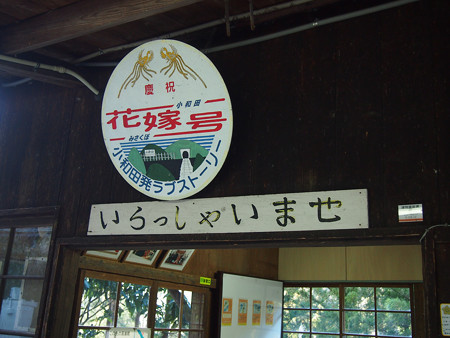 慶祝
小和田
花嫁号
みさくぼ
小和田発ラブストーリー
いらっしゃいませ